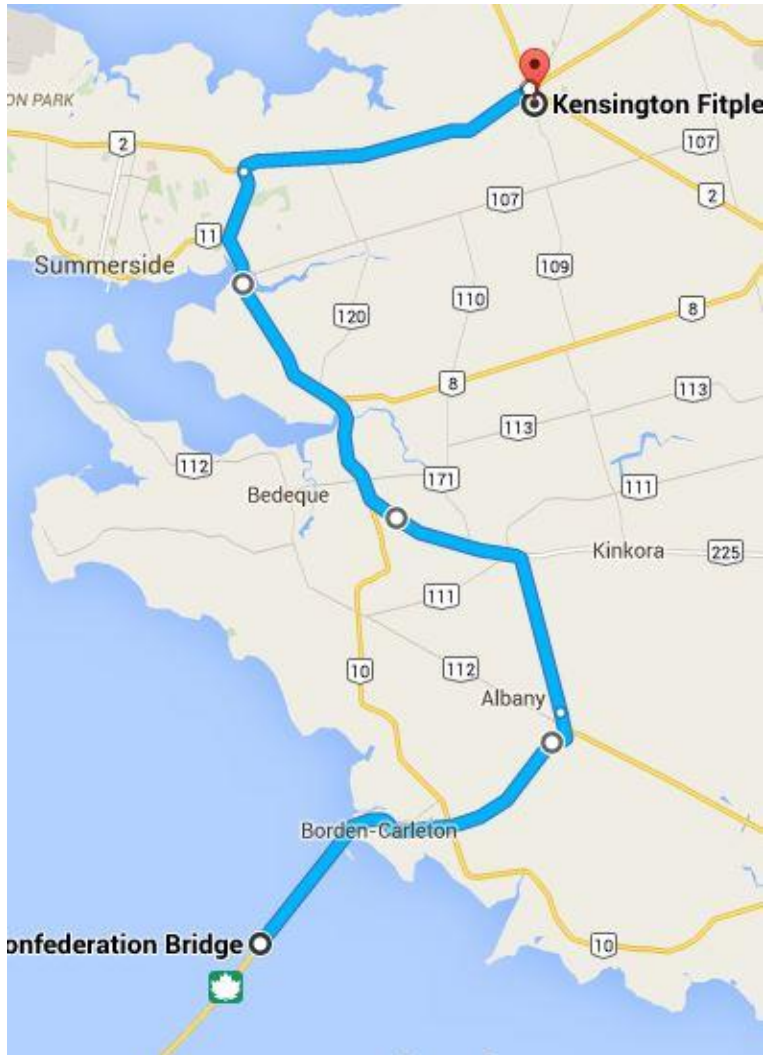 ON PARK
Kensington Fitple
2
107
107
2
11
Summerside
109
110
120
8
8
113
113
112
171
111
Bedeque
Kinkora
225
111
10
112
Albany
Borden-Carleton
onfederation Bridge
10